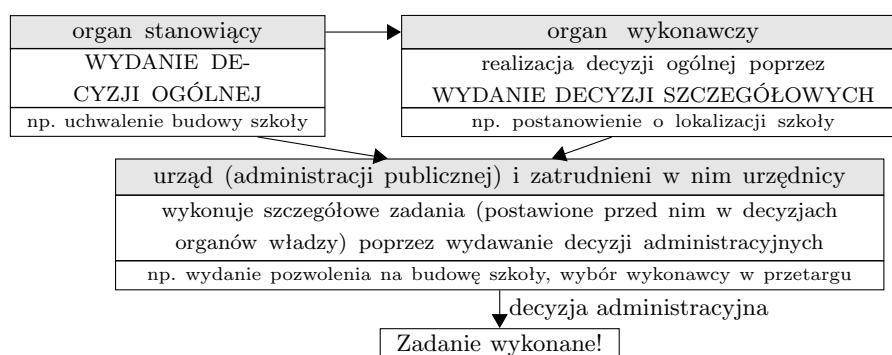 organ stanowiący
WYDANIE DE-
CYZJI OGÓLNEJ
np. uchwalenie budowy szkoły
organ wykonawczy
realizacja decyzji ogólnej poprzez
WYDANIE DECYZJI SZCZEGÓŁOWYCH
np. postanowienie o lokalizacji szkoły
urząd (administracji publicznej) i zatrudnieni w nim urzędnicy
wykonuje szczegółowe zadania (postawione przed nim w decyzjach
organów władzy) poprzez wydawanie decyzji administracyjnych
np. wydanie pozwolenia na budowę szkoły, wybór wykonawcy w przetargu
decyzja administracyjna
Zadanie wykonane!